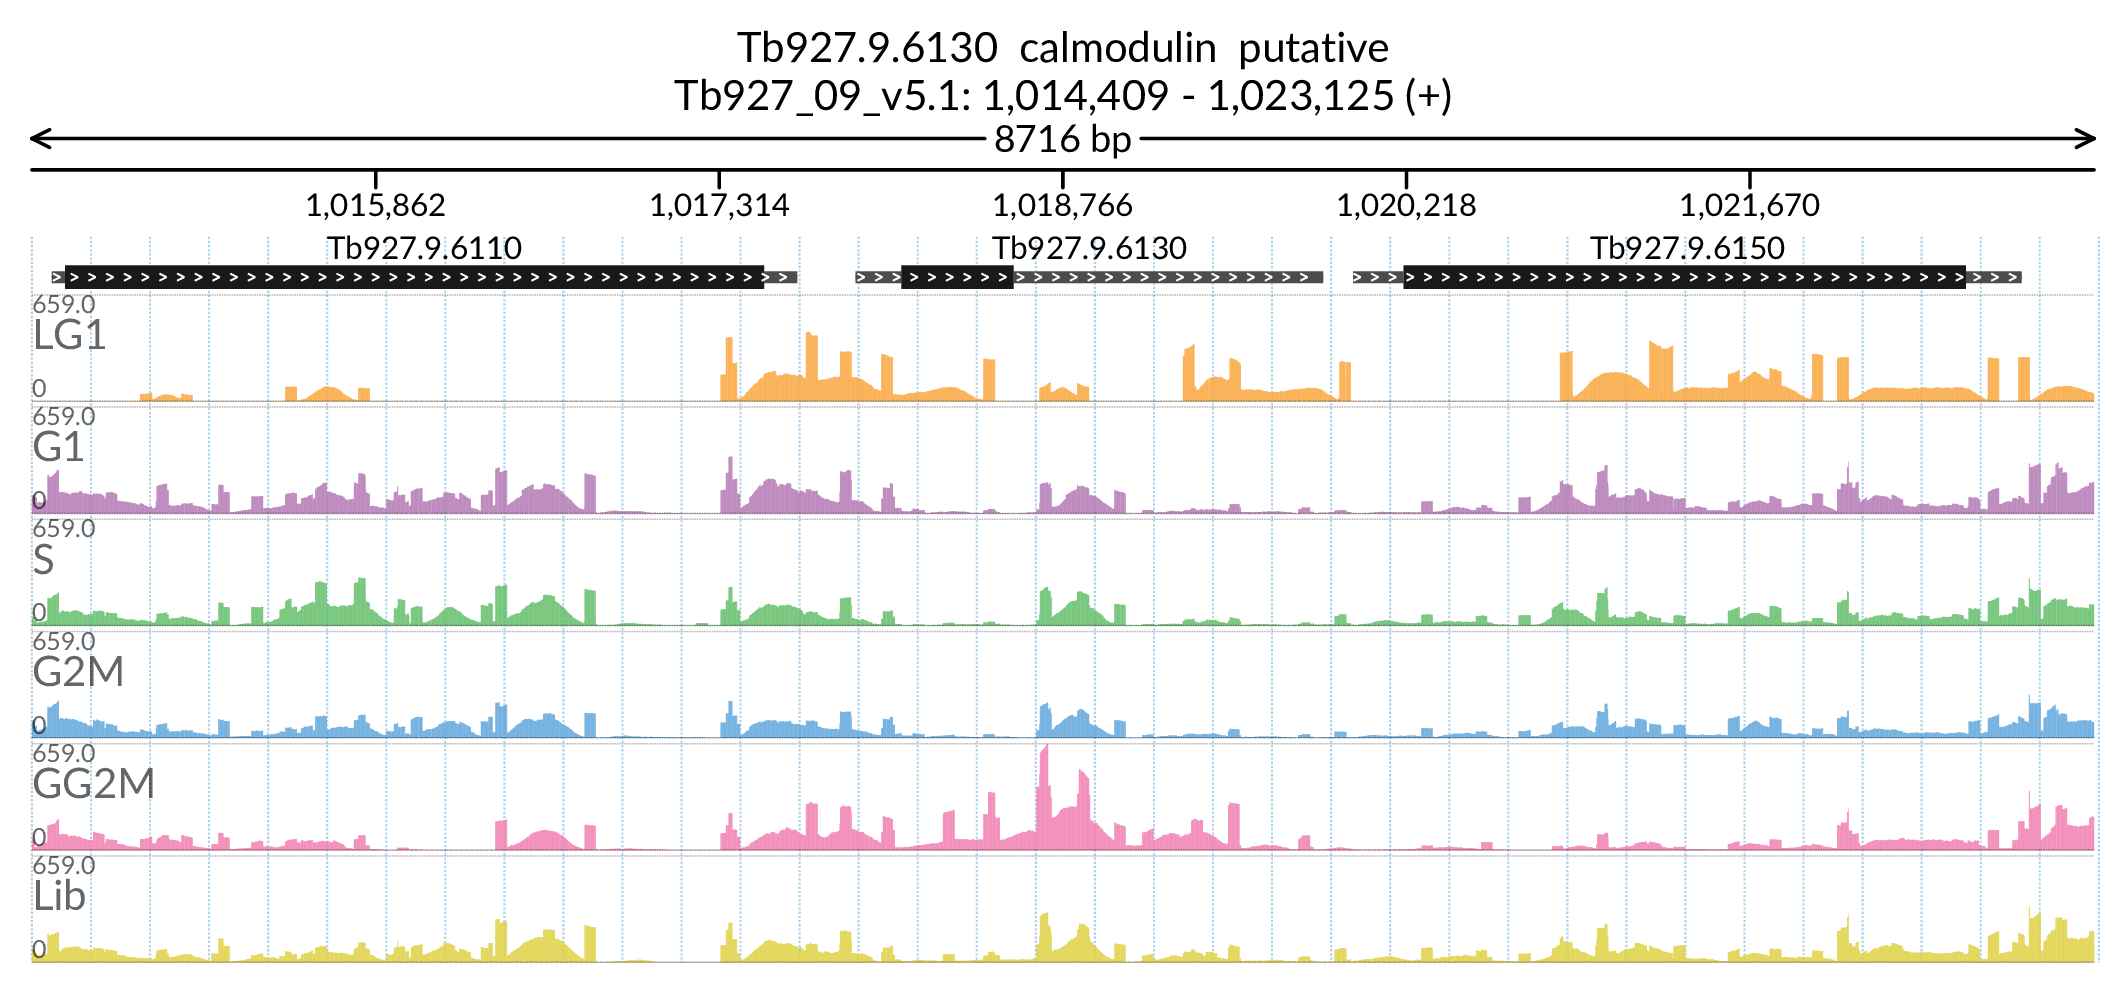 Tb927.9.6130 calmodulin putative
Tb927_09_v5.1: 1,014,409 - 1,023,125 (+)
8716 bp
1,015,862 1,017,314 1,018,766 1,020,218 1,021,670
Tb927.9.6110 Tb927.9.6130 Tb927.9.6150
659.0
LG1
0
659.0
G1
0
659.0
S
0
659.0
G2M
0
659.0
GG2M
0
659.0
Lib
0